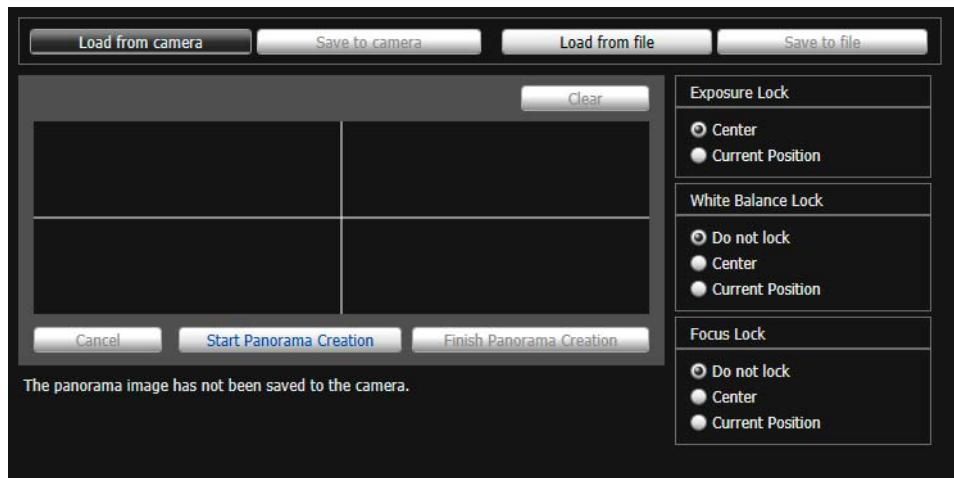 Load from camera
Save to camera
Load from file
Save to file
Clear
Cancel
Start Panorama Creation
Finish Panorama Creation
The panorama image has not been saved to the camera.
Exposure Lock
Center
Current Position
White Balance Lock
Do not lock
Center
Current Position
Focus Lock
Do not lock
Center
Current Position